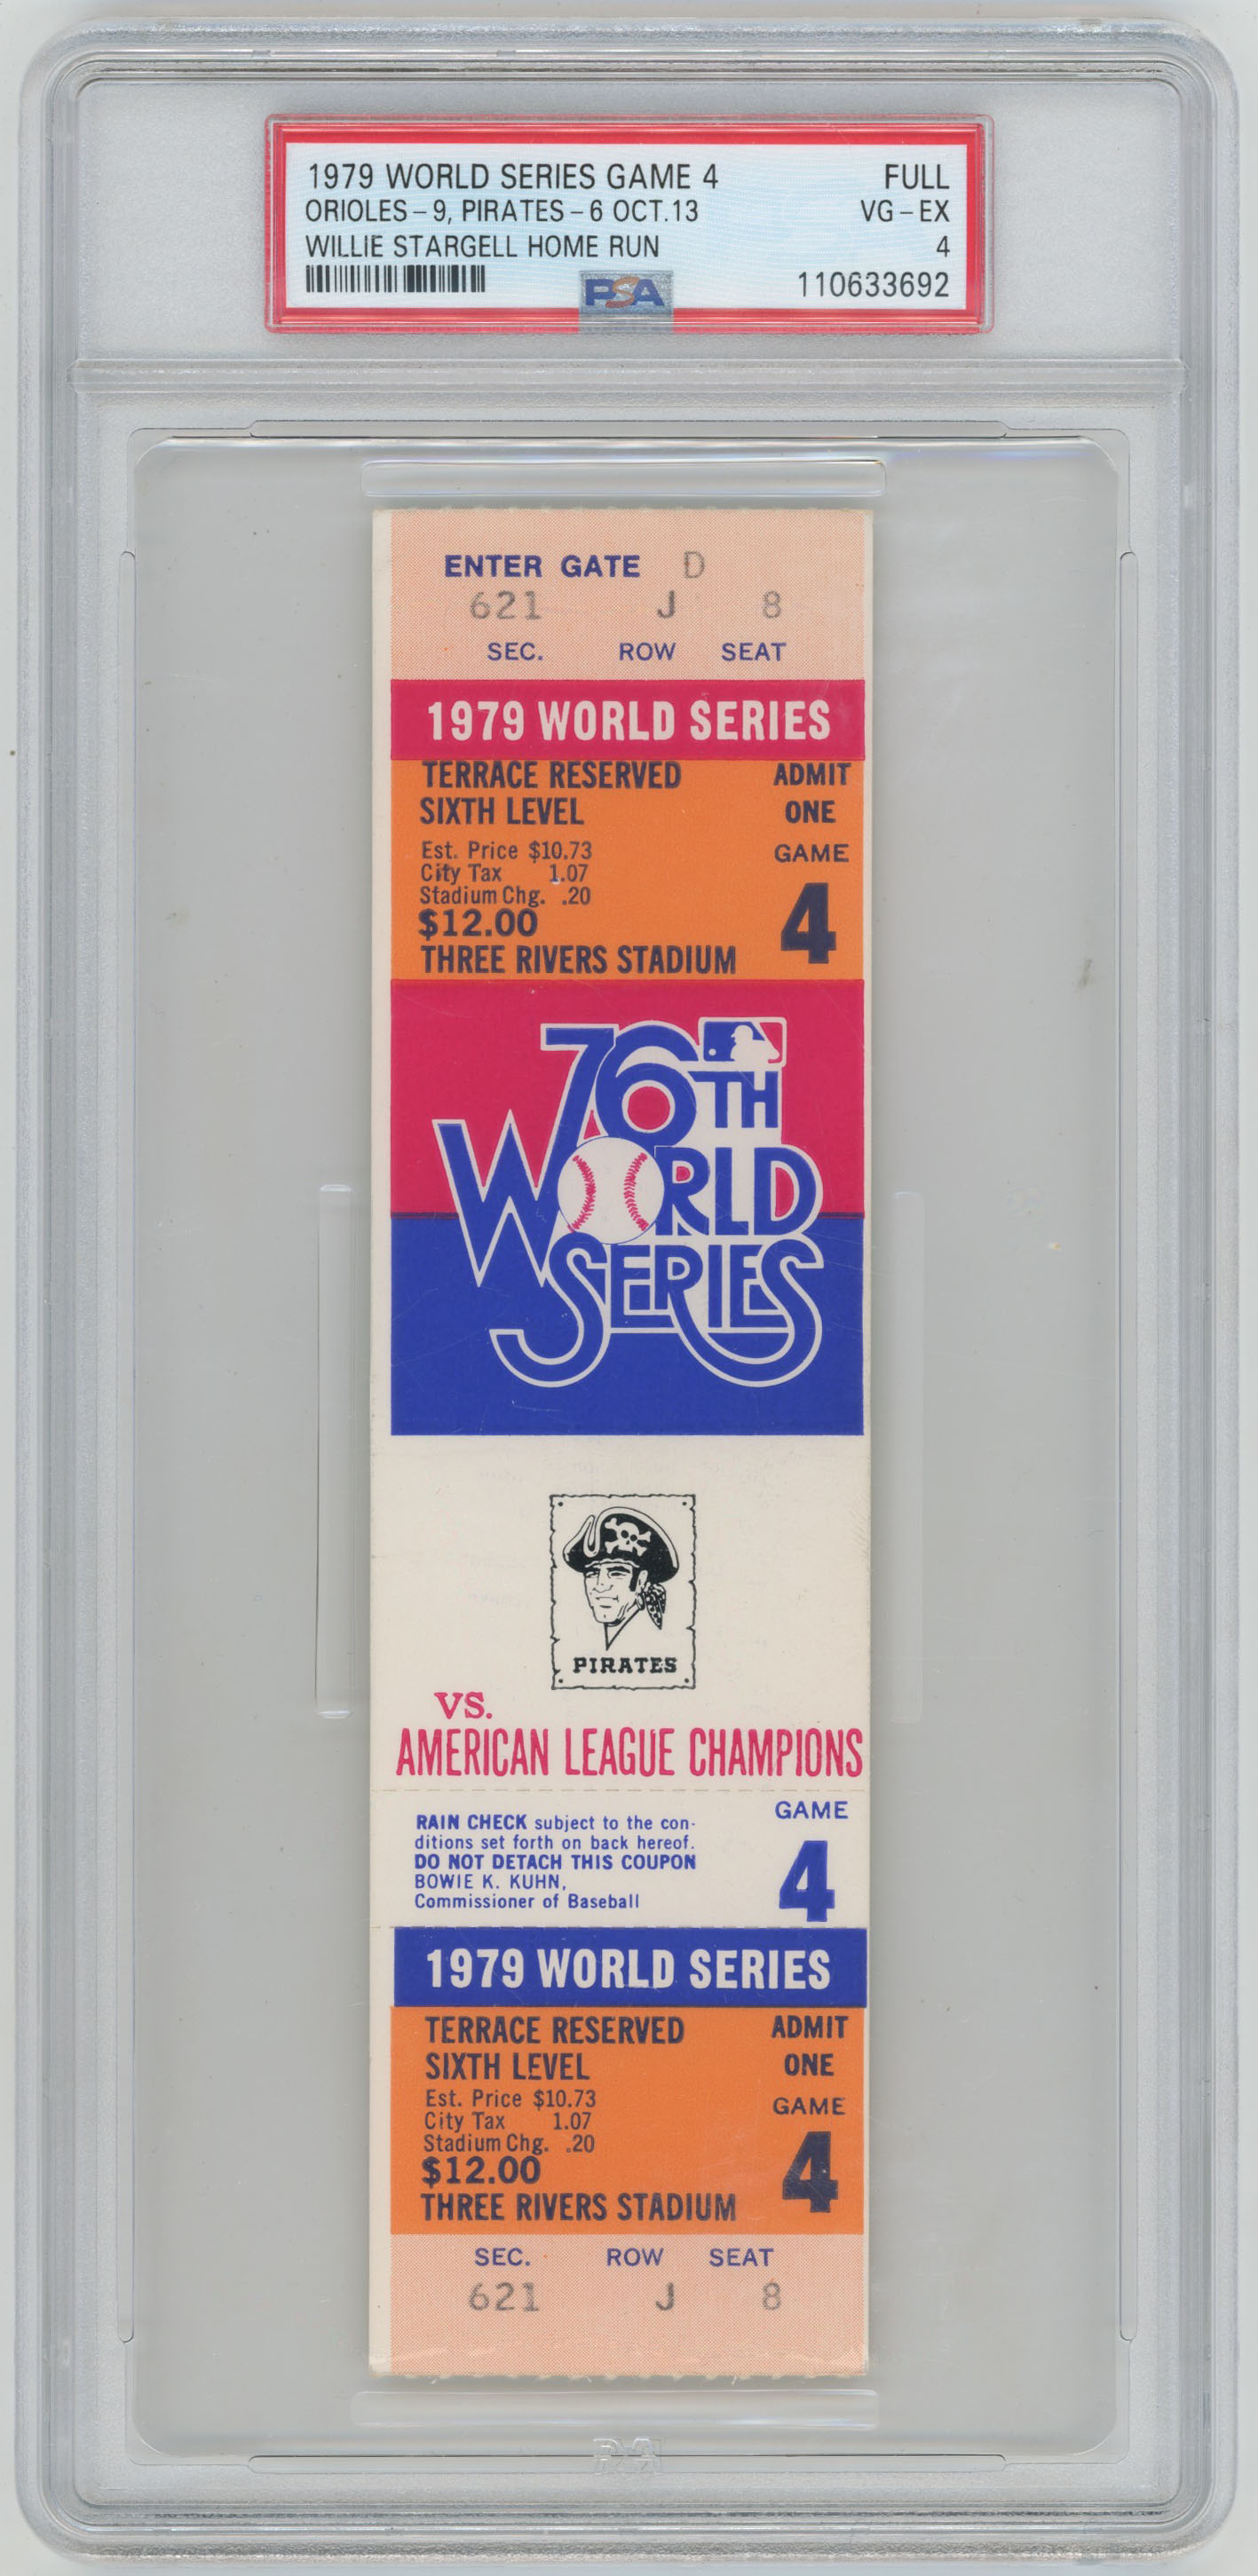 1979 WORLD SERIES GAME 4 FULL
ORIOLES-9, PIRATES-6 OCT.13 VG-EX
WILLIE STARGELL HOME RUN 4
PSA 110633692
ENTER GATE D
621 J 8
SEC. ROW SEAT
1979 WORLD SERIES
TERRACE RESERVED ADMIT
SIXTH LEVEL ONE
Est. Price $10.73 GAME
City Tax 1.07
Stadium Chg. .20
$12.00 4
THREE RIVERS STADIUM
76TH
WORLD
SERIES
PIRATES
VS.
AMERICAN LEAGUE CHAMPIONS
RAIN CHECK subject to the con- GAME
ditions set forth on back hereof.
DO NOT DETACH THIS COUPON 4
BOWIE K. KUHN,
Commissioner of Baseball
1979 WORLD SERIES
TERRACE RESERVED ADMIT
SIXTH LEVEL ONE
Est. Price $10.73 GAME
City Tax 1.07
Stadium Chg. .20
$12.00 4
THREE RIVERS STADIUM
SEC. ROW SEAT
621 J 8
PSA